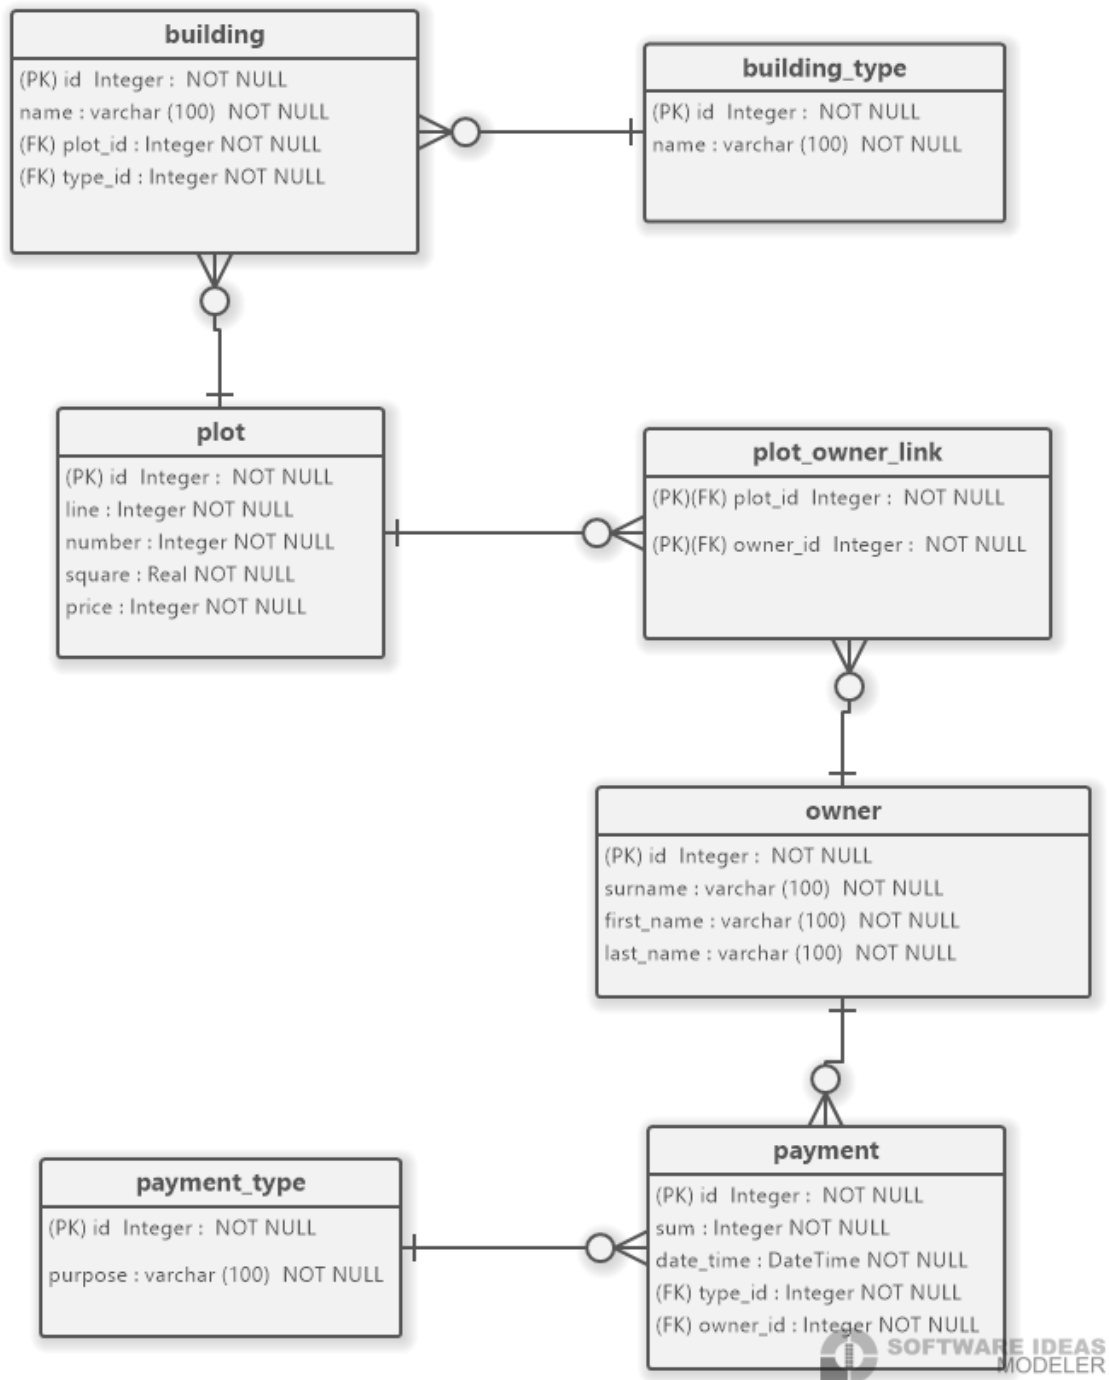 building
(PK) id  Integer :  NOT NULL
name : varchar (100)  NOT NULL
(FK) plot_id : Integer NOT NULL
(FK) type_id : Integer NOT NULL
building_type
(PK) id  Integer :  NOT NULL
name : varchar (100)  NOT NULL
plot
(PK) id  Integer :  NOT NULL
line : Integer NOT NULL
number : Integer NOT NULL
square : Real NOT NULL
price : Integer NOT NULL
plot_owner_link
(PK)(FK) plot_id  Integer :  NOT NULL
(PK)(FK) owner_id  Integer :  NOT NULL
owner
(PK) id  Integer :  NOT NULL
surname : varchar (100)  NOT NULL
first_name : varchar (100)  NOT NULL
last_name : varchar (100)  NOT NULL
payment_type
(PK) id  Integer :  NOT NULL
purpose : varchar (100)  NOT NULL
payment
(PK) id  Integer :  NOT NULL
sum : Integer NOT NULL
date_time : DateTime NOT NULL
(FK) type_id : Integer NOT NULL
(FK) owner_id : Integer NOT NULL
SOFTWARE IDEAS
MODELER